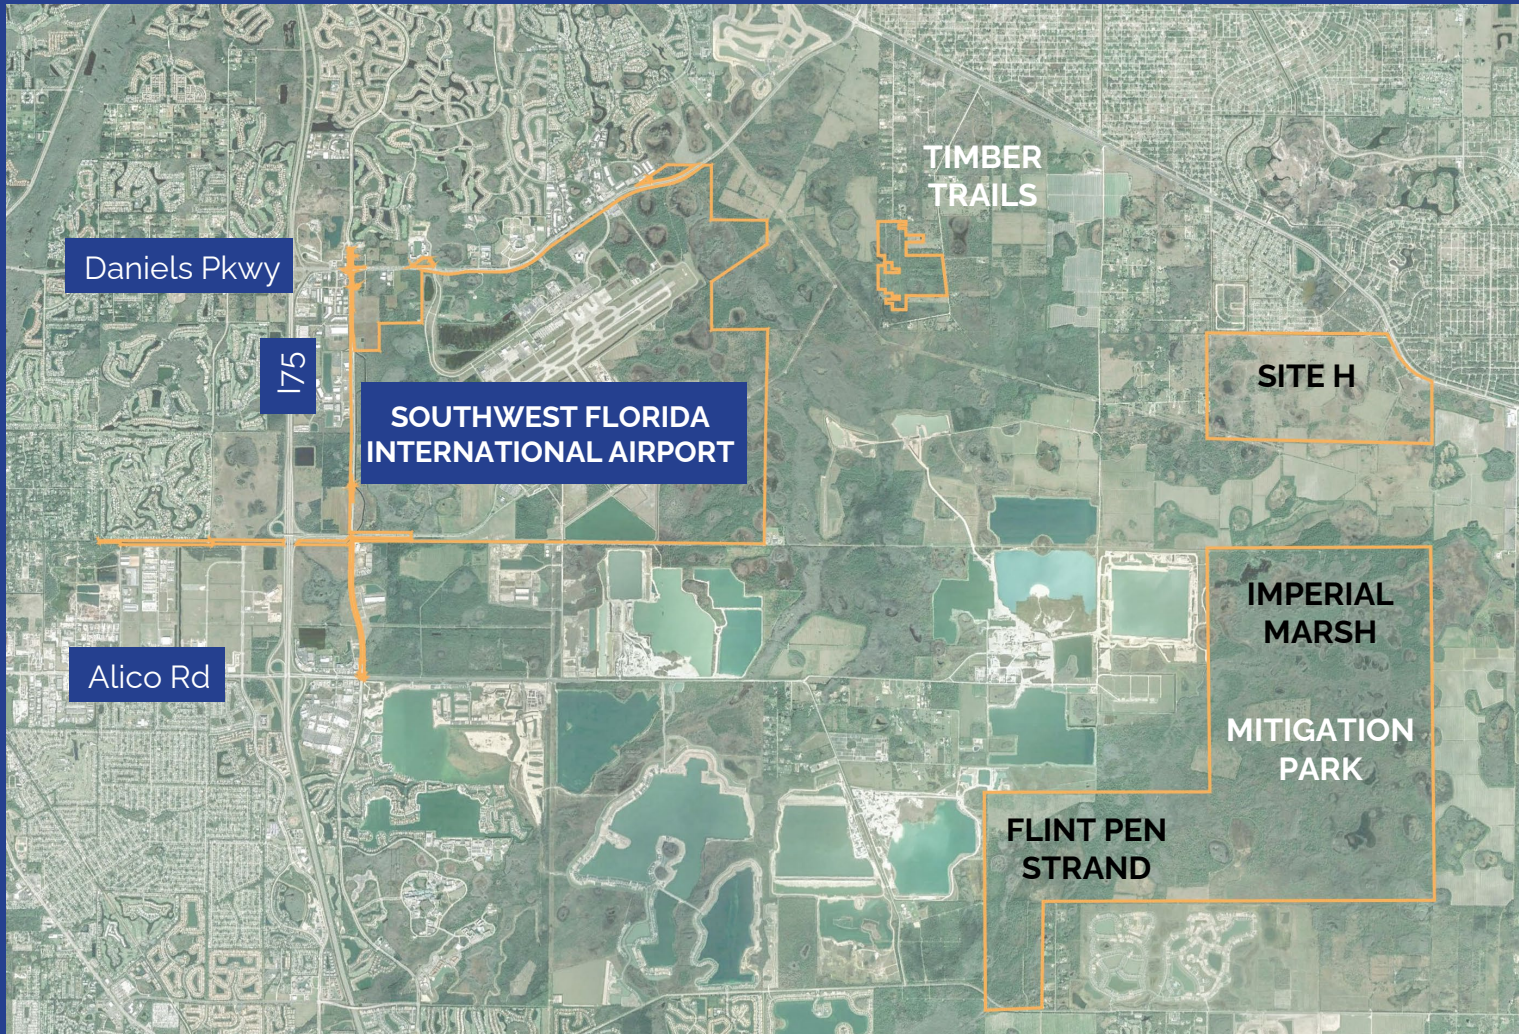 TIMBER
TRAILS
Daniels Pkwy
I75
SITE H
SOUTHWEST FLORIDA
INTERNATIONAL AIRPORT
IMPERIAL
MARSH
Alico Rd
MITIGATION
PARK
FLINT PEN
STRAND